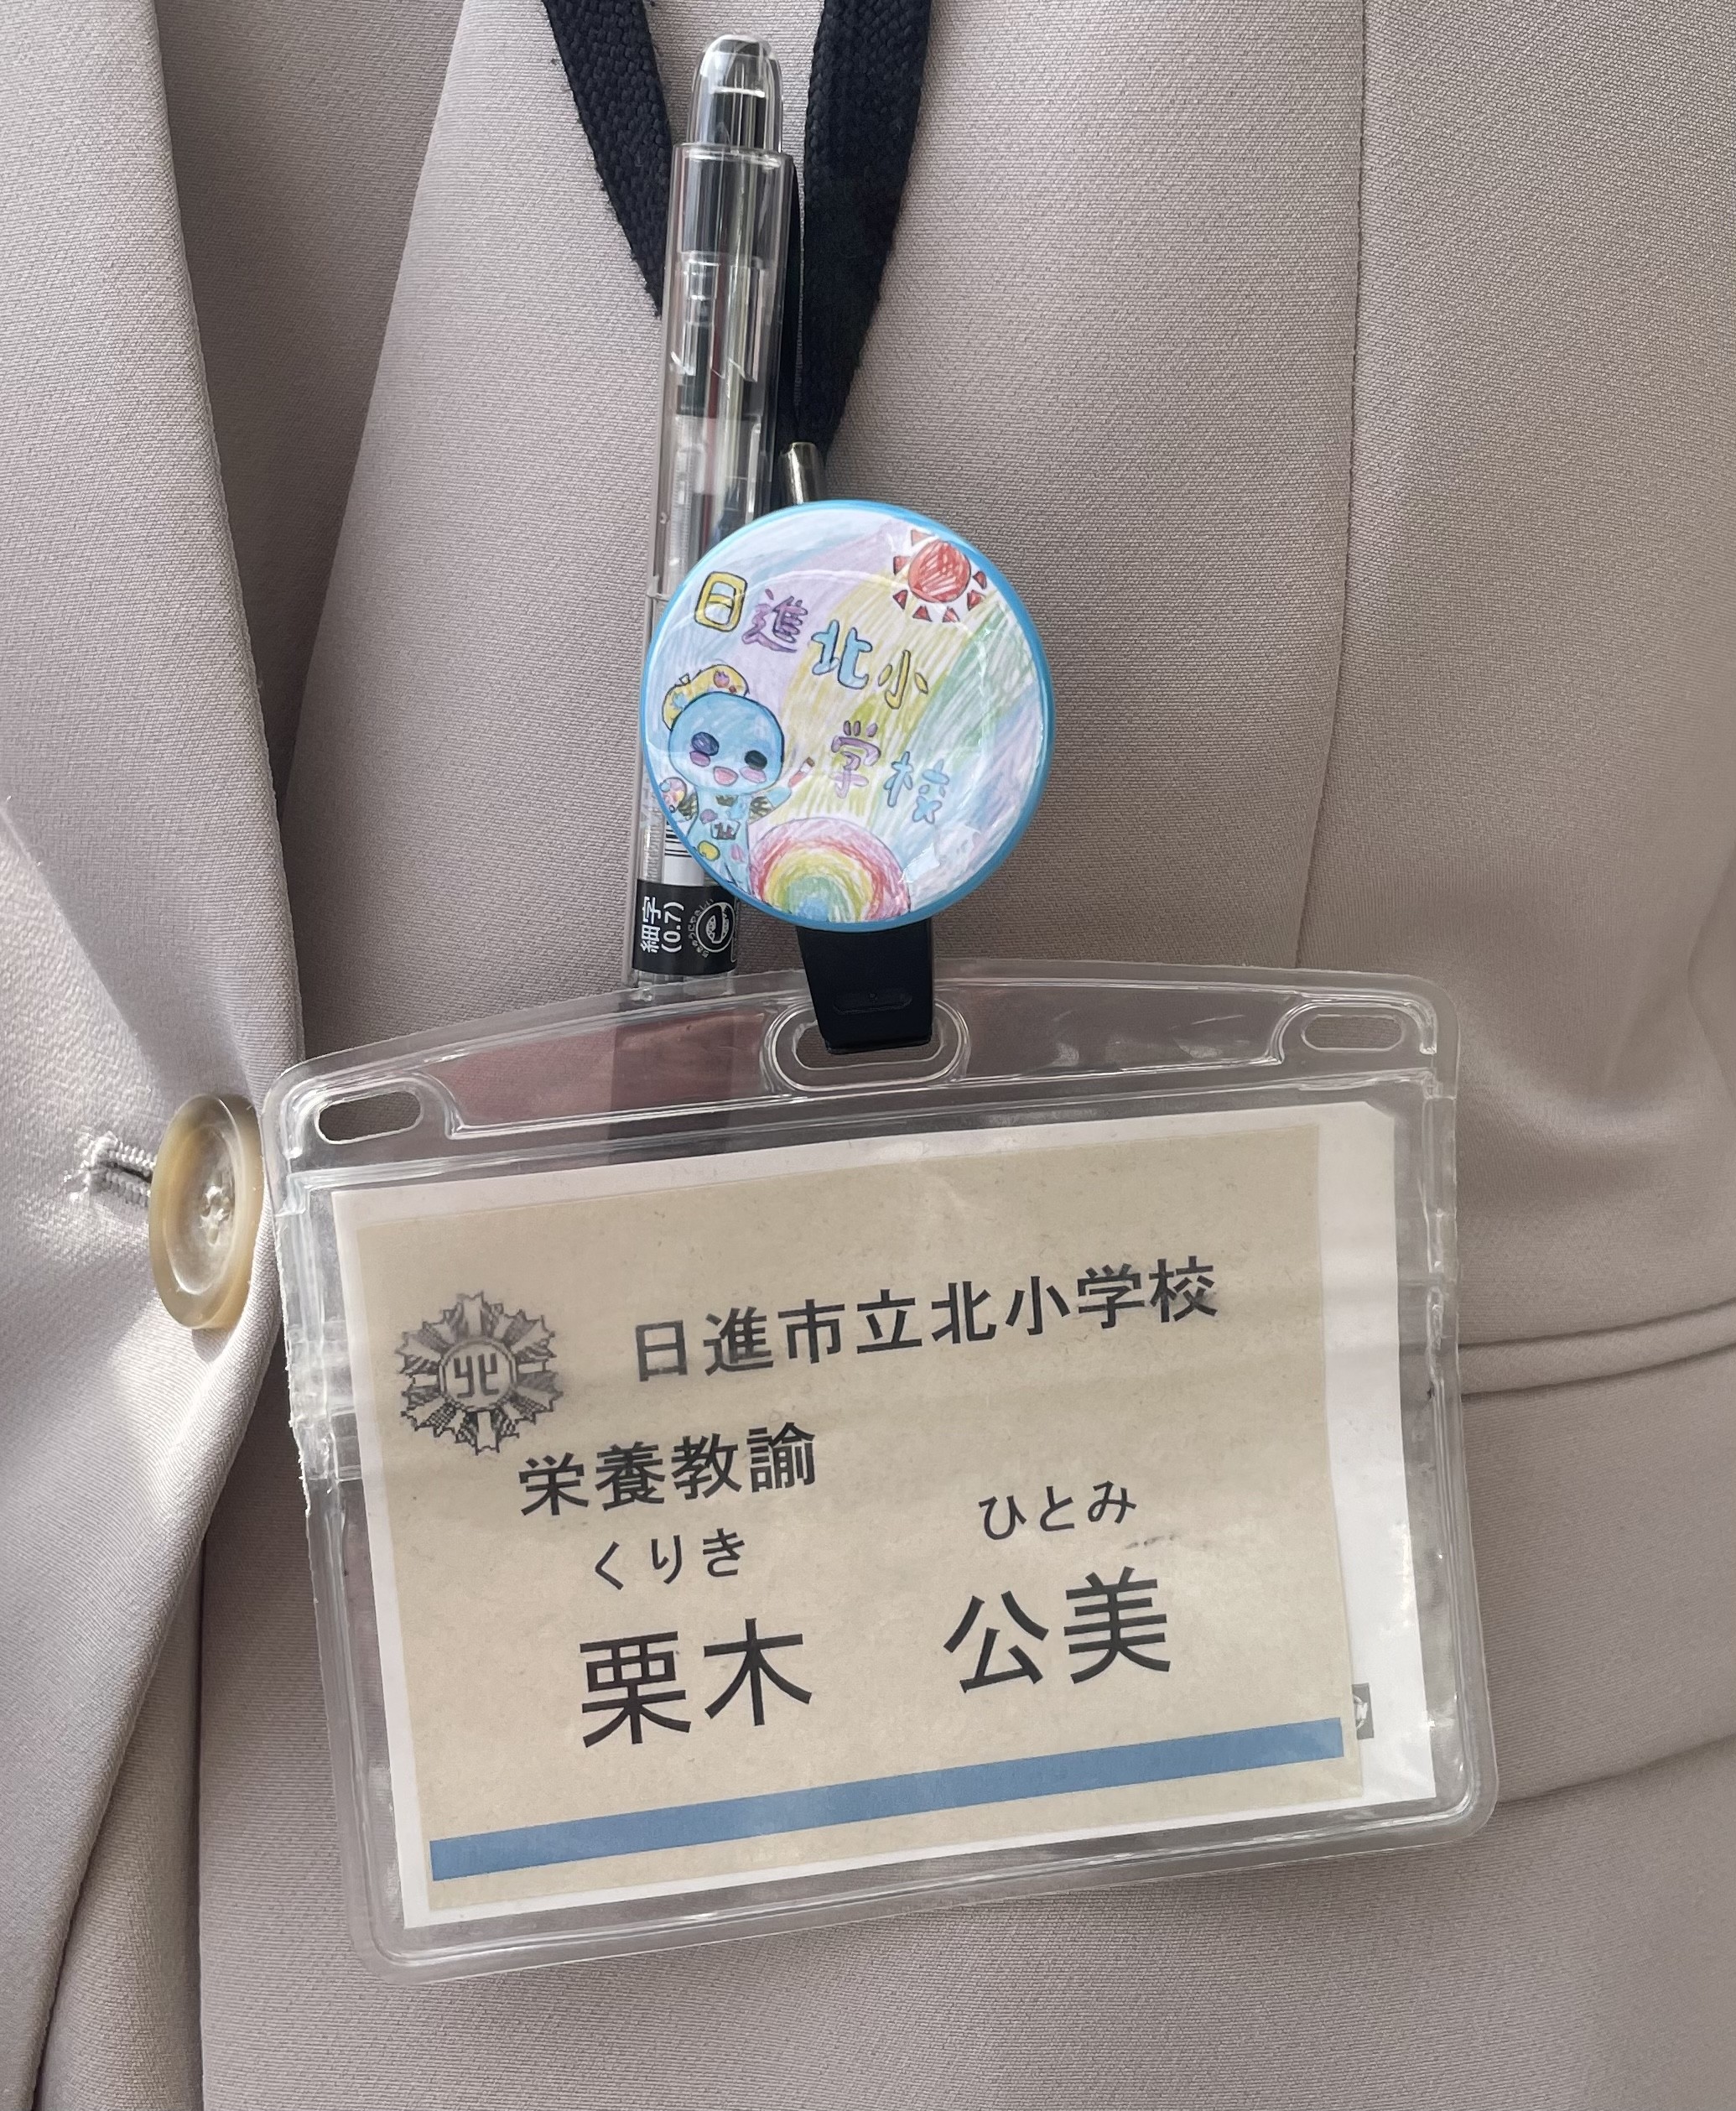 日進北小
学校
細字
(0.7)
日進市立北小学校
北
栄養教諭
くりき ひとみ
栗木 公美